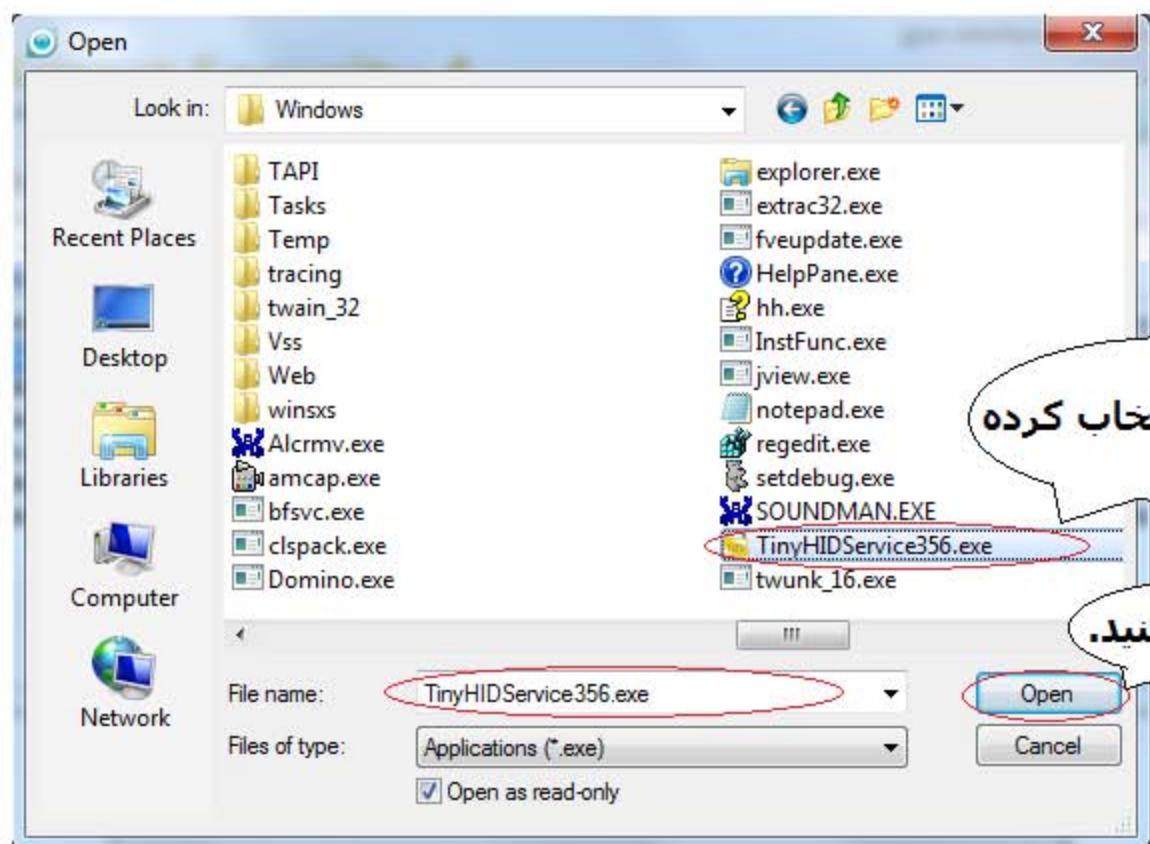 Open
Look in:
Windows
Recent Places
Desktop
Libraries
Computer
Network
TAPI
Tasks
Temp
tracing
twain_32
Vss
Web
winsxs
Alcrmv.exe
amcap.exe
bfsvc.exe
clspack.exe
Domino.exe
explorer.exe
extrac32.exe
fveupdate.exe
HelpPane.exe
hh.exe
InstFunc.exe
jview.exe
notepad.exe
regedit.exe
setdebug.exe
SOUNDMAN.EXE
TinyHIDService356.exe
twunk_16.exe
کرده
File name:
TinyHIDService356.exe
Open
Files of type:
Applications (*.exe)
Cancel
Open as read-only